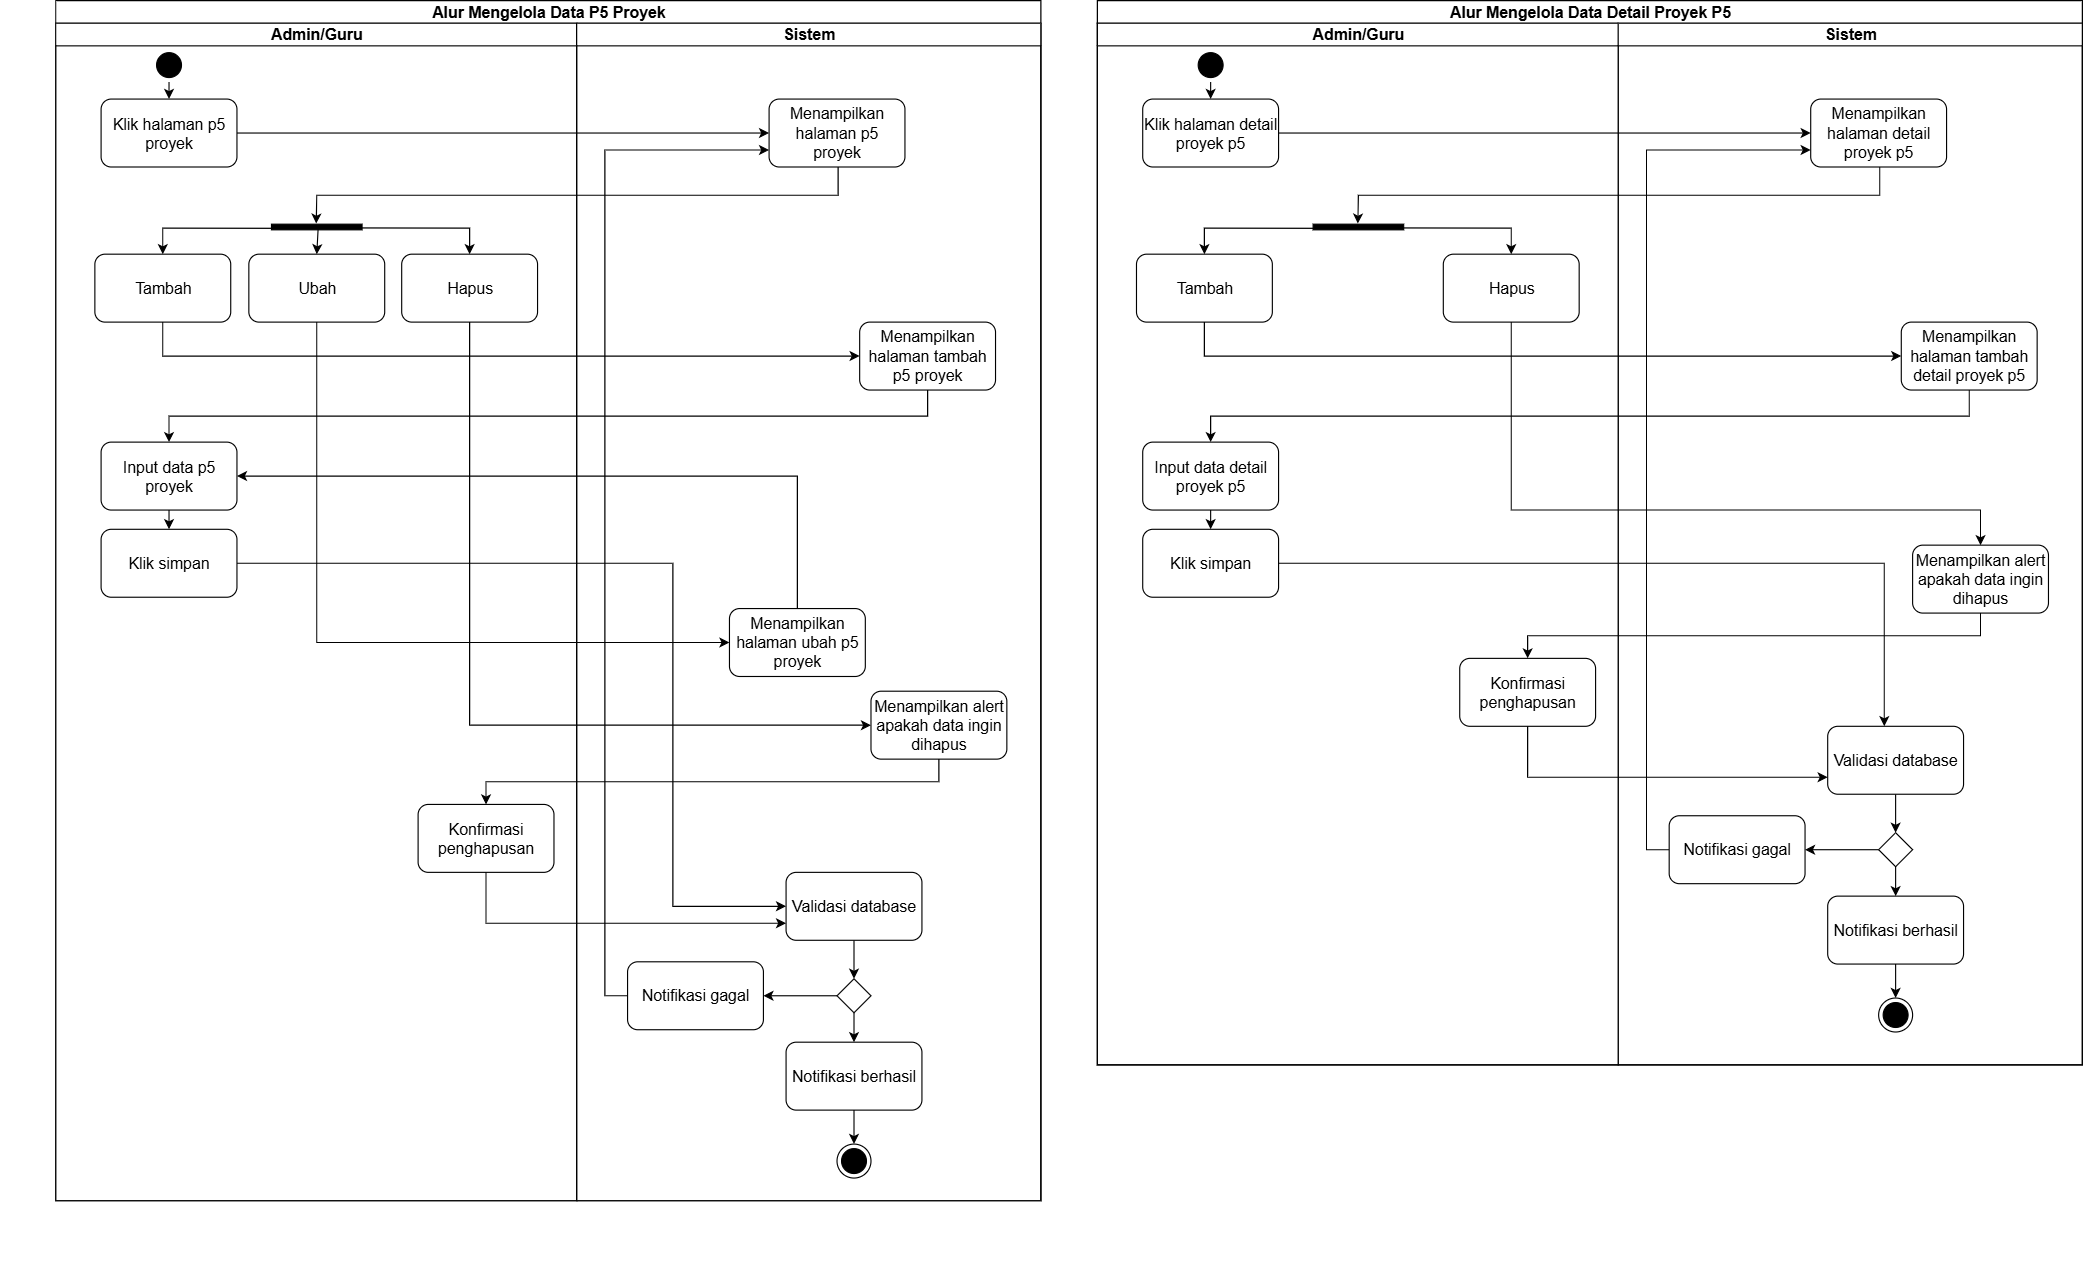 Alur Mengelola Data P5 Proyek
Admin/Guru
Sistem
Klik halaman p5
proyek
Menampilkan
halaman p5
proyek
Tambah
Ubah
Hapus
Menampilkan
halaman tambah
p5 proyek
Input data p5
proyek
Klik simpan
Menampilkan
halaman ubah p5
proyek
Menampilkan alert
apakah data ingin
dihapus
Konfirmasi
penghapusan
Validasi database
Notifikasi gagal
Notifikasi berhasil
Alur Mengelola Data Detail Proyek P5
Admin/Guru
Sistem
Klik halaman detail
proyek p5
Menampilkan
halaman detail
proyek p5
Tambah
Hapus
Menampilkan
halaman tambah
detail proyek p5
Input data detail
proyek p5
Klik simpan
Menampilkan alert
apakah data ingin
dihapus
Konfirmasi
penghapusan
Validasi database
Notifikasi gagal
Notifikasi berhasil